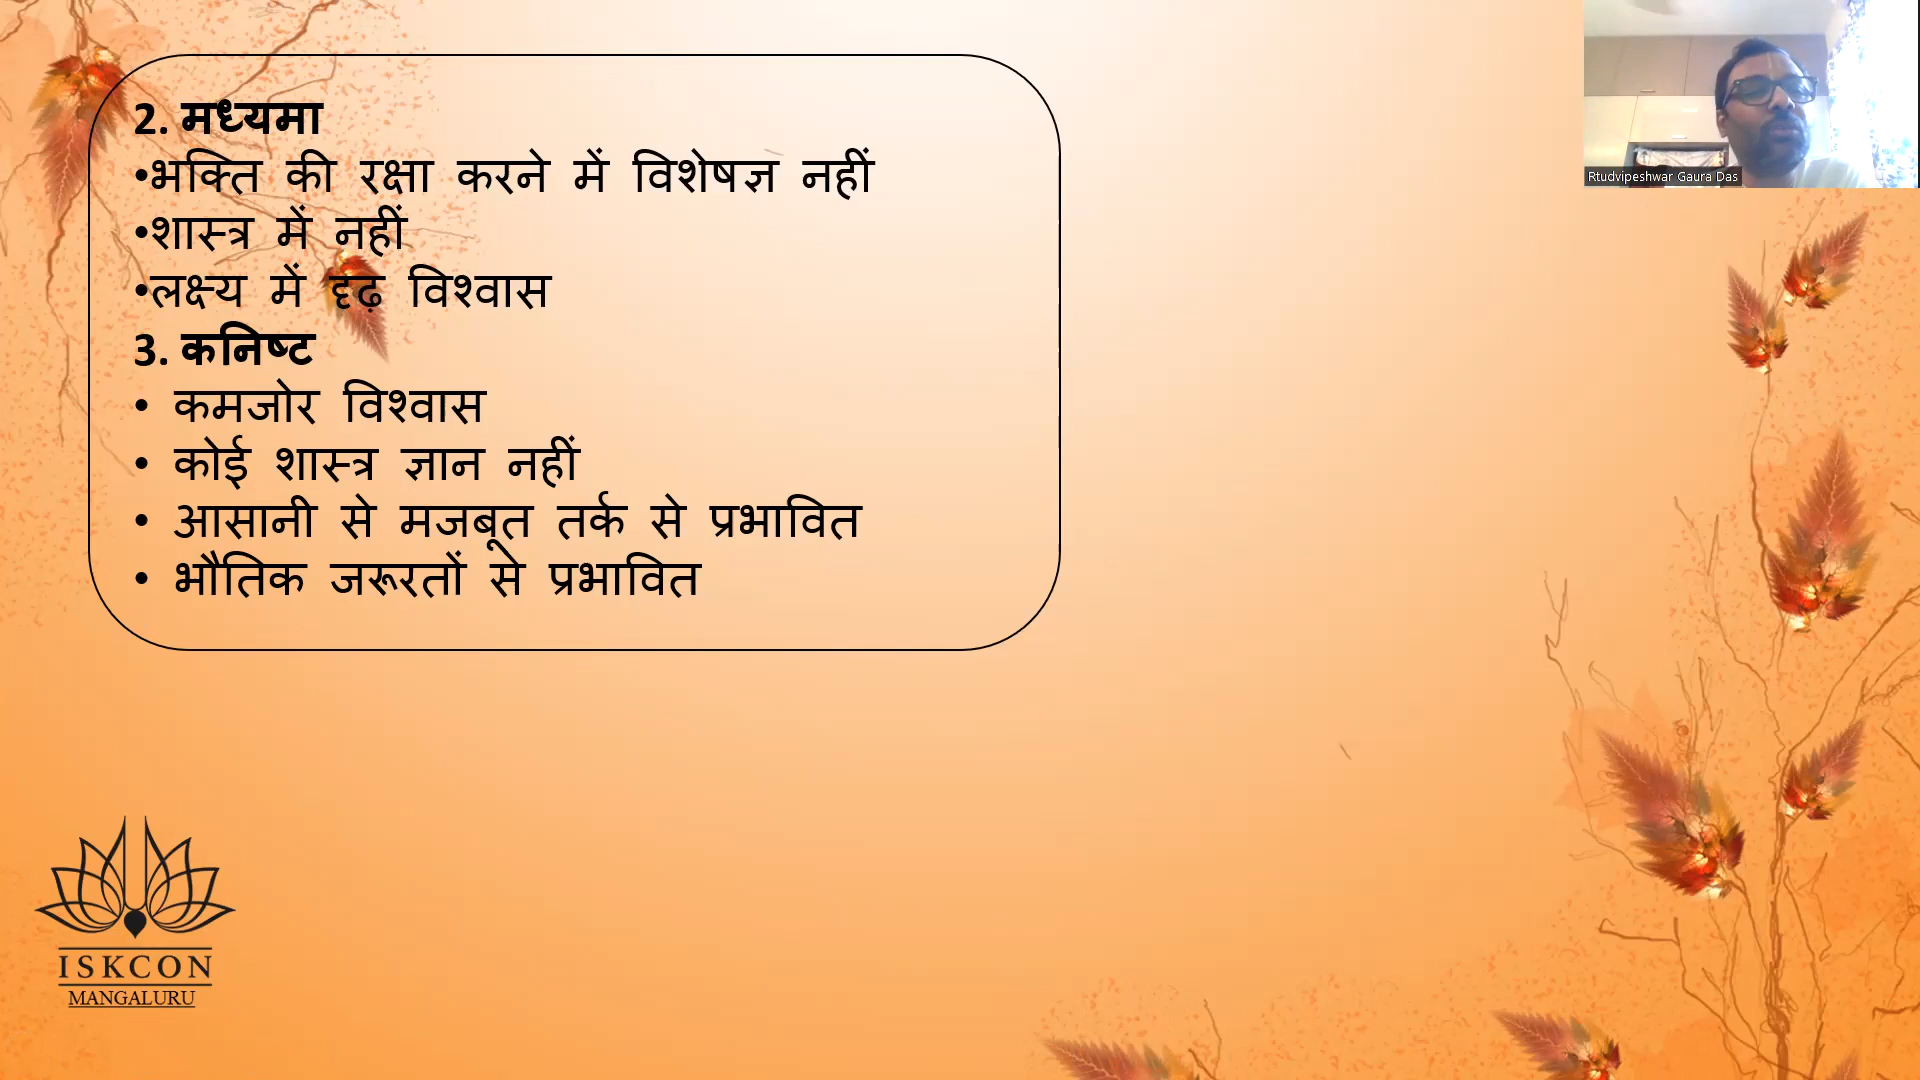 2. मध्यमा
•भक्ति की रक्षा करने में विशेषज्ञ नहीं
•शास्त्र में नहीं
•लक्ष्य में दृढ़ विश्वास
3. कनिष्ट
• कमजोर विश्वास
• कोई शास्त्र ज्ञान नहीं
• आसानी से मजबूत तर्क से प्रभावित
• भौतिक जरूरतों से प्रभावित
Rtudvipeshwar Gaura Das
ISKCON
MANGALURU